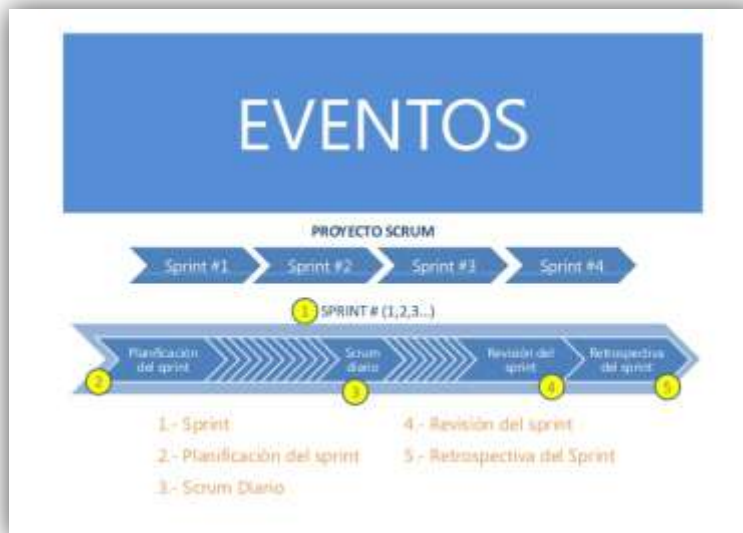 EVENTOS
PROYECTO SCRUM
Sprint #1 Sprint #2 Sprint #3 Sprint #4
1 SPRINT # (1,2,3...)
Planificación
del sprint
Scrum
diario
Revisión del
sprint
Retrospectiva
del sprint
2 3 4 5
1.- Sprint
2.- Planificación del sprint
3.- Scrum Diario
4.- Revisión del sprint
5.- Retrospectiva del Sprint